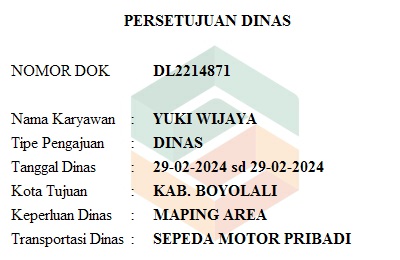 PERSETUJUAN DINAS
NOMOR DOK DL2214871
Nama Karyawan : YUKI WIJAYA
Tipe Pengajuan : DINAS
Tanggal Dinas : 29-02-2024 sd 29-02-2024
Kota Tujuan : KAB. BOYOLALI
Keperluan Dinas : MAPING AREA
Transportasi Dinas : SEPEDA MOTOR PRIBADI